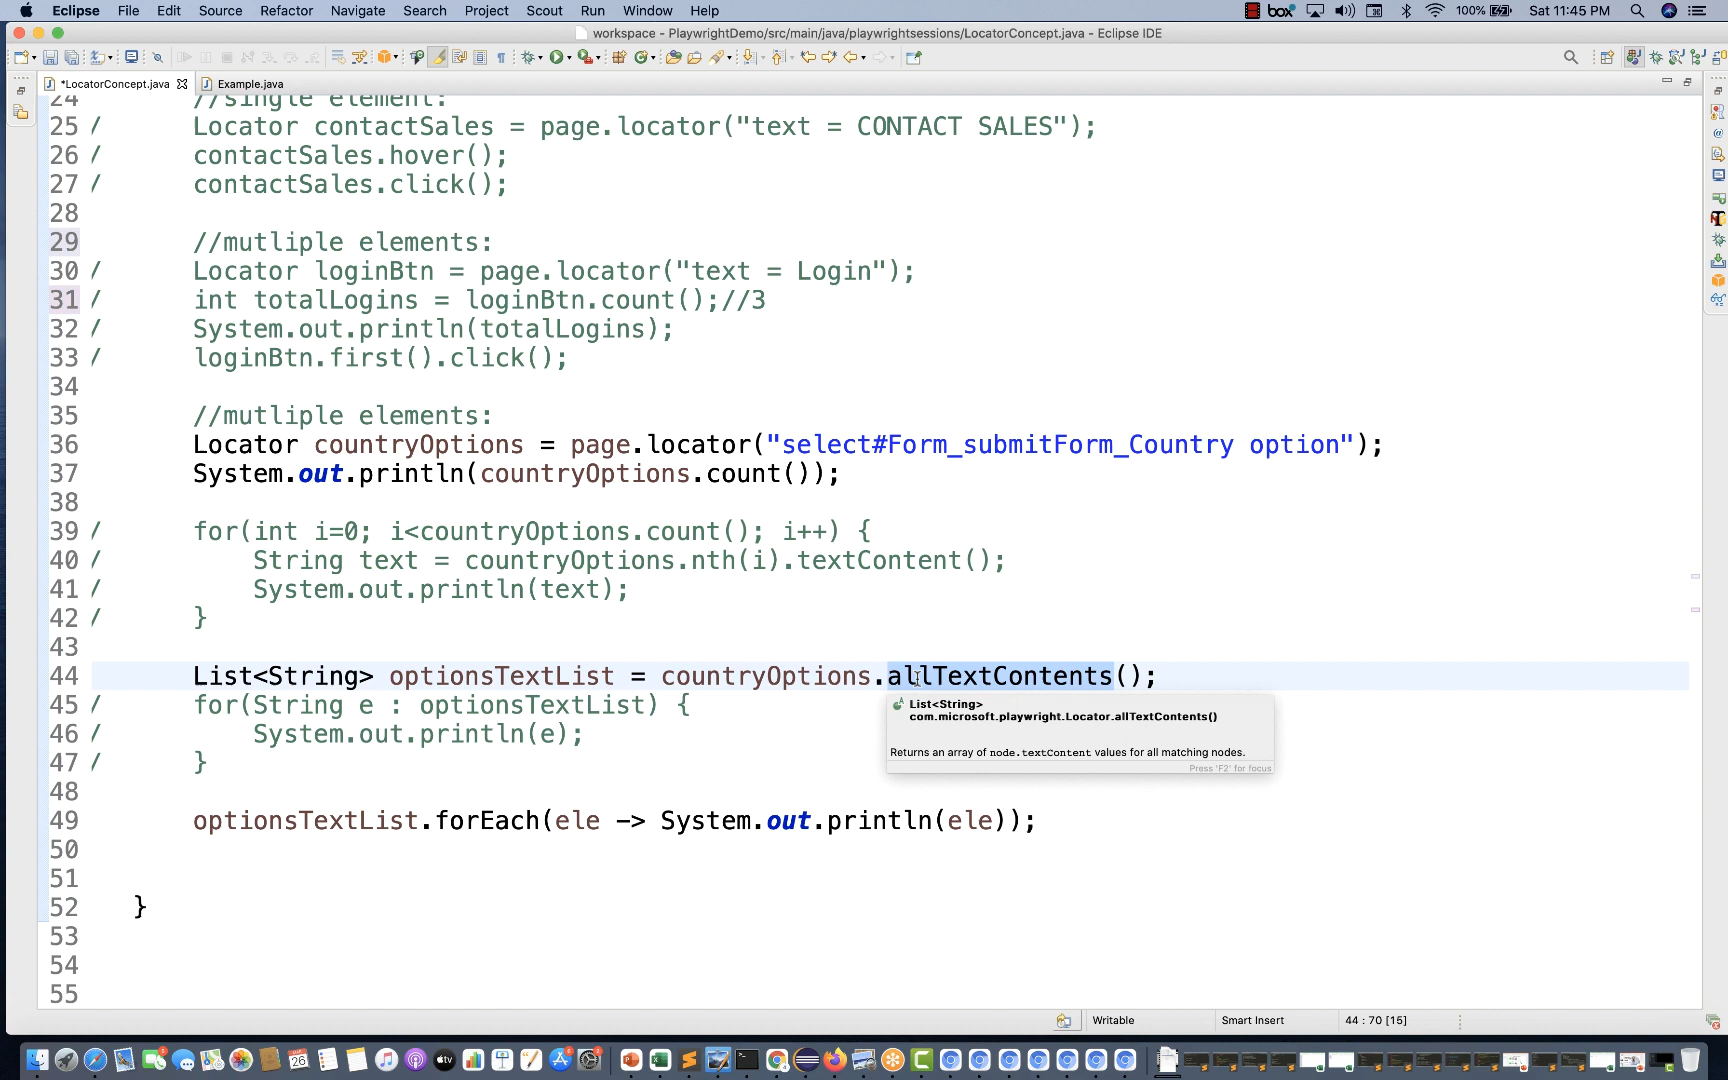 Eclipse File Edit Source Refactor Navigate Search Project Scout Run Window Help box 100% Sat 11:45 PM
workspace - PlaywrightDemo/src/main/java/playwrightsessions/LocatorConcept.java - Eclipse IDE
*LocatorConcept.java Example.java
24 //single element:
25 / Locator contactSales = page.locator("text = CONTACT SALES");
26 / contactSales.hover();
27 / contactSales.click();
28
29 //mutliple elements:
30 / Locator loginBtn = page.locator("text = Login");
31 / int totalLogins = loginBtn.count();//3
32 / System.out.println(totalLogins);
33 / loginBtn.first().click();
34
35 //mutliple elements:
36 Locator countryOptions = page.locator("select#Form_submitForm_Country option");
37 System.out.println(countryOptions.count());
38
39 / for(int i=0; i<countryOptions.count(); i++) {
40 / String text = countryOptions.nth(i).textContent();
41 / System.out.println(text);
42 / }
43
44 List<String> optionsTextList = countryOptions.allTextContents();
45 / for(String e : optionsTextList) {
46 / System.out.println(e);
47 / }
48
49 optionsTextList.forEach(ele -> System.out.println(ele));
50
51
52 }
53
54
55
List<String>
com.microsoft.playwright.Locator.allTextContents()
Returns an array of node.textContent values for all matching nodes.
Press 'F2' for focus
Writable Smart Insert 44 : 70 [15]